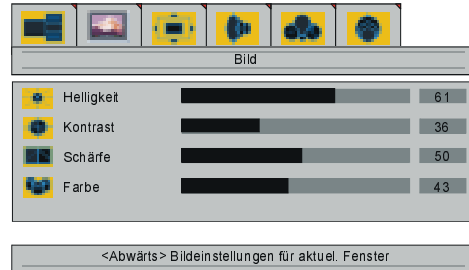 Bild
Helligkeit 61
Kontrast 36
Schärfe 50
Farbe 43
<Abwärts> Bildeinstellungen für aktuel. Fenster